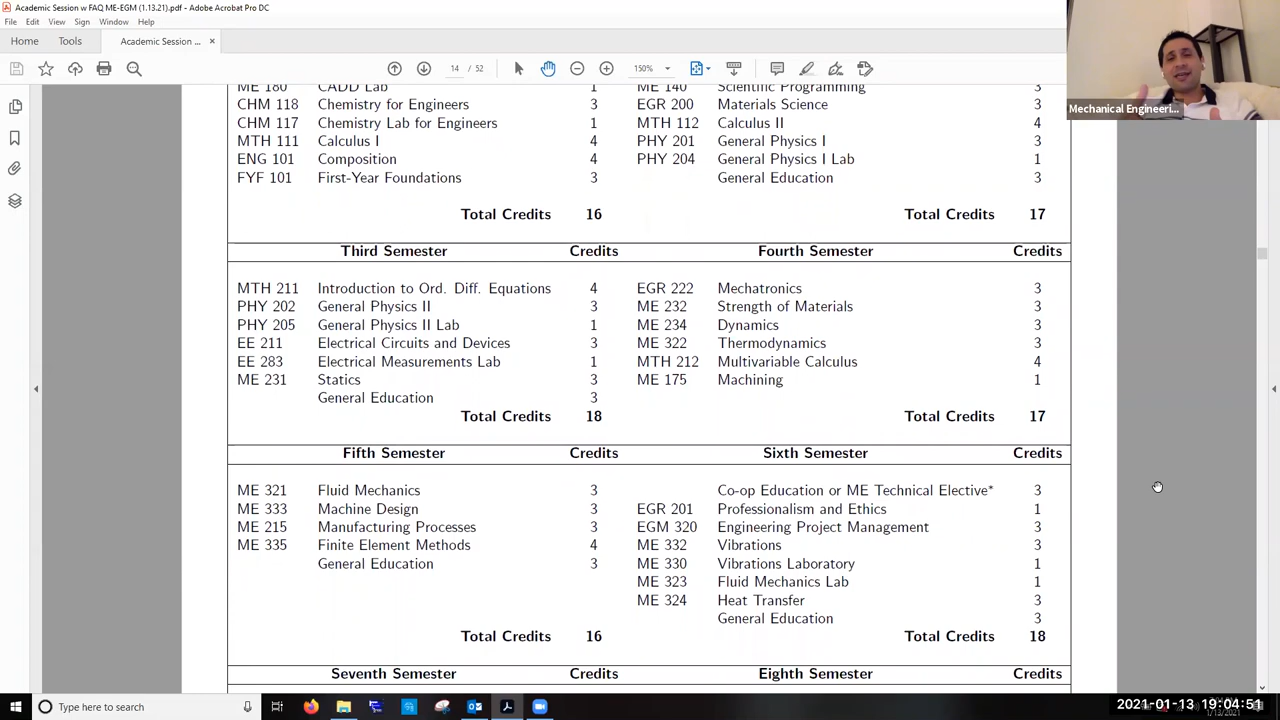 Academic Session w FAQ ME-EGM (1.13.21).pdf - Adobe Acrobat Pro DC
File Edit View Sign Window Help
Home Tools Academic Session ... ×
14 / 52 150%
Mechanical Engineeri...
ME 180 CADD Lab 1 ME 140 Scientific Programming 3
CHM 118 Chemistry for Engineers 3 EGR 200 Materials Science 3
CHM 117 Chemistry Lab for Engineers 1 MTH 112 Calculus II 4
MTH 111 Calculus I 4 PHY 201 General Physics I 3
ENG 101 Composition 4 PHY 204 General Physics I Lab 1
FYF 101 First-Year Foundations 3 General Education 3
Total Credits 16 Total Credits 17
Third Semester Credits Fourth Semester Credits
MTH 211 Introduction to Ord. Diff. Equations 4 EGR 222 Mechatronics 3
PHY 202 General Physics II 3 ME 232 Strength of Materials 3
PHY 205 General Physics II Lab 1 ME 234 Dynamics 3
EE 211 Electrical Circuits and Devices 3 ME 322 Thermodynamics 3
EE 283 Electrical Measurements Lab 1 MTH 212 Multivariable Calculus 4
ME 231 Statics 3 ME 175 Machining 1
General Education 3
Total Credits 18 Total Credits 17
Fifth Semester Credits Sixth Semester Credits
ME 321 Fluid Mechanics 3 Co-op Education or ME Technical Elective* 3
ME 333 Machine Design 3 EGR 201 Professionalism and Ethics 1
ME 215 Manufacturing Processes 3 EGM 320 Engineering Project Management 3
ME 335 Finite Element Methods 4 ME 332 Vibrations 3
General Education 3 ME 330 Vibrations Laboratory 1
ME 323 Fluid Mechanics Lab 1
ME 324 Heat Transfer 3
General Education 3
Total Credits 16 Total Credits 18
Seventh Semester Eighth Semester Credits
Type here to search
2021-01-13 19:04:51
1/13/2021